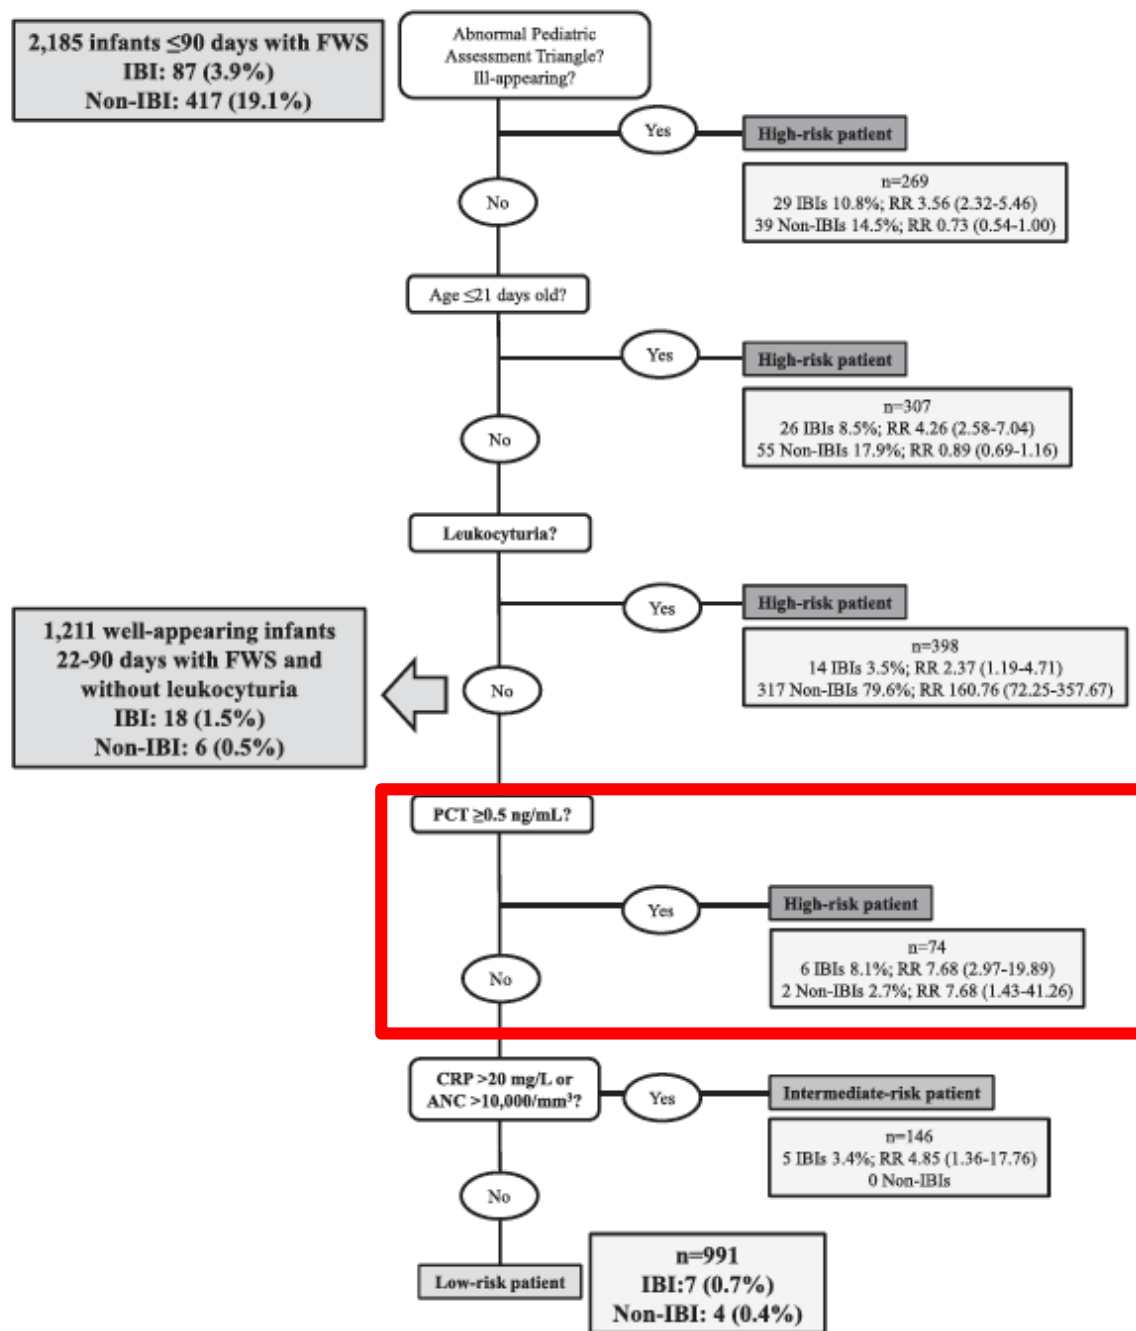 2,185 infants ≤90 days with FWS
IBI: 87 (3.9%)
Non-IBI: 417 (19.1%)
Abnormal Pediatric
Assessment Triangle?
Ill-appearing?
Yes
High-risk patient
n=269
29 IBIs 10.8%; RR 3.56 (2.32-5.46)
39 Non-IBIs 14.5%; RR 0.73 (0.54-1.00)
No
Age ≤21 days old?
Yes
High-risk patient
n=307
26 IBIs 8.5%; RR 4.26 (2.58-7.04)
55 Non-IBIs 17.9%; RR 0.89 (0.69-1.16)
No
Leukocyturia?
Yes
High-risk patient
n=398
14 IBIs 3.5%; RR 2.37 (1.19-4.71)
317 Non-IBIs 79.6%; RR 160.76 (72.25-357.67)
No
1,211 well-appearing infants
22-90 days with FWS and
without leukocyturia
IBI: 18 (1.5%)
Non-IBI: 6 (0.5%)
PCT ≥0.5 ng/mL?
Yes
High-risk patient
n=74
6 IBIs 8.1%; RR 7.68 (2.97-19.89)
2 Non-IBIs 2.7%; RR 7.68 (1.43-41.26)
No
CRP >20 mg/L or
ANC >10,000/mm³?
Yes
Intermediate-risk patient
n=146
5 IBIs 3.4%; RR 4.85 (1.36-17.76)
0 Non-IBIs
No
Low-risk patient
n=991
IBI:7 (0.7%)
Non-IBI: 4 (0.4%)